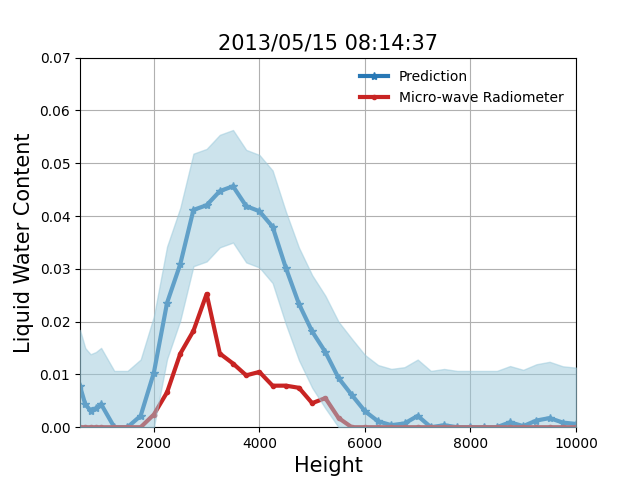 2013/05/15 08:14:37
Prediction
Micro-wave Radiometer
Liquid Water Content
0.07
0.06
0.05
0.04
0.03
0.02
0.01
0.00
2000 4000 6000 8000 10000
Height